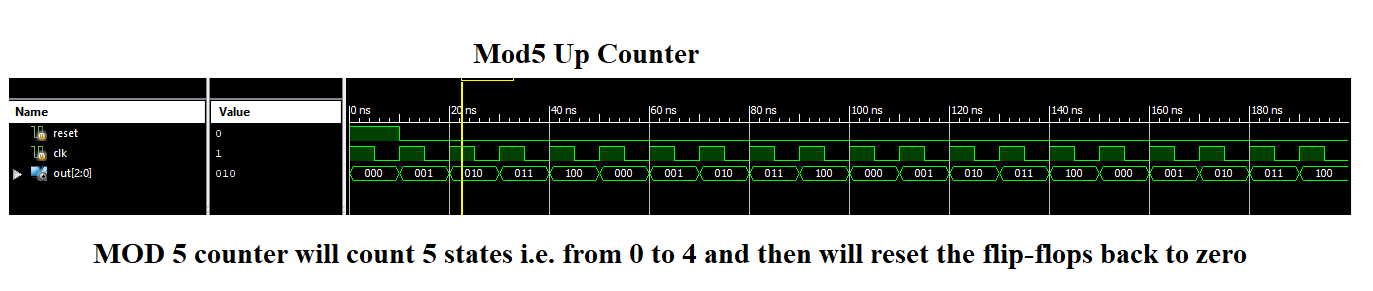 Mod5 Up Counter
Name Value 0 ns 20 ns 40 ns 60 ns 80 ns 100 ns 120 ns 140 ns 160 ns 180 ns
reset 0
clk 1
out[2:0] 010 000 001 010 011 100 000 001 010 011 100 000 001 010 011 100 000 001 010 011 100
MOD 5 counter will count 5 states i.e. from 0 to 4 and then will reset the flip-flops back to zero